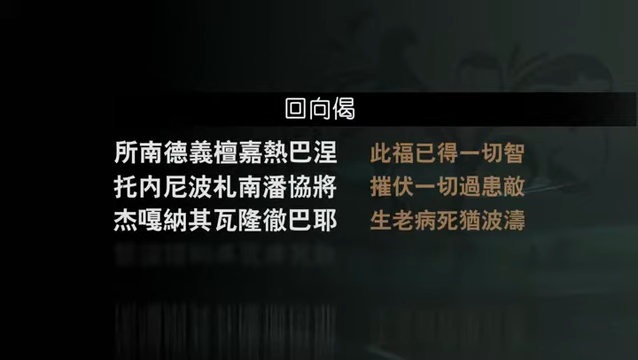 回向偈
所南德義檀嘉熱巴涅 此福已得一切智
托内尼波札南潘協將 摧伏一切過患敵
杰嘎納其瓦隆徹巴耶 生老病死猶波濤